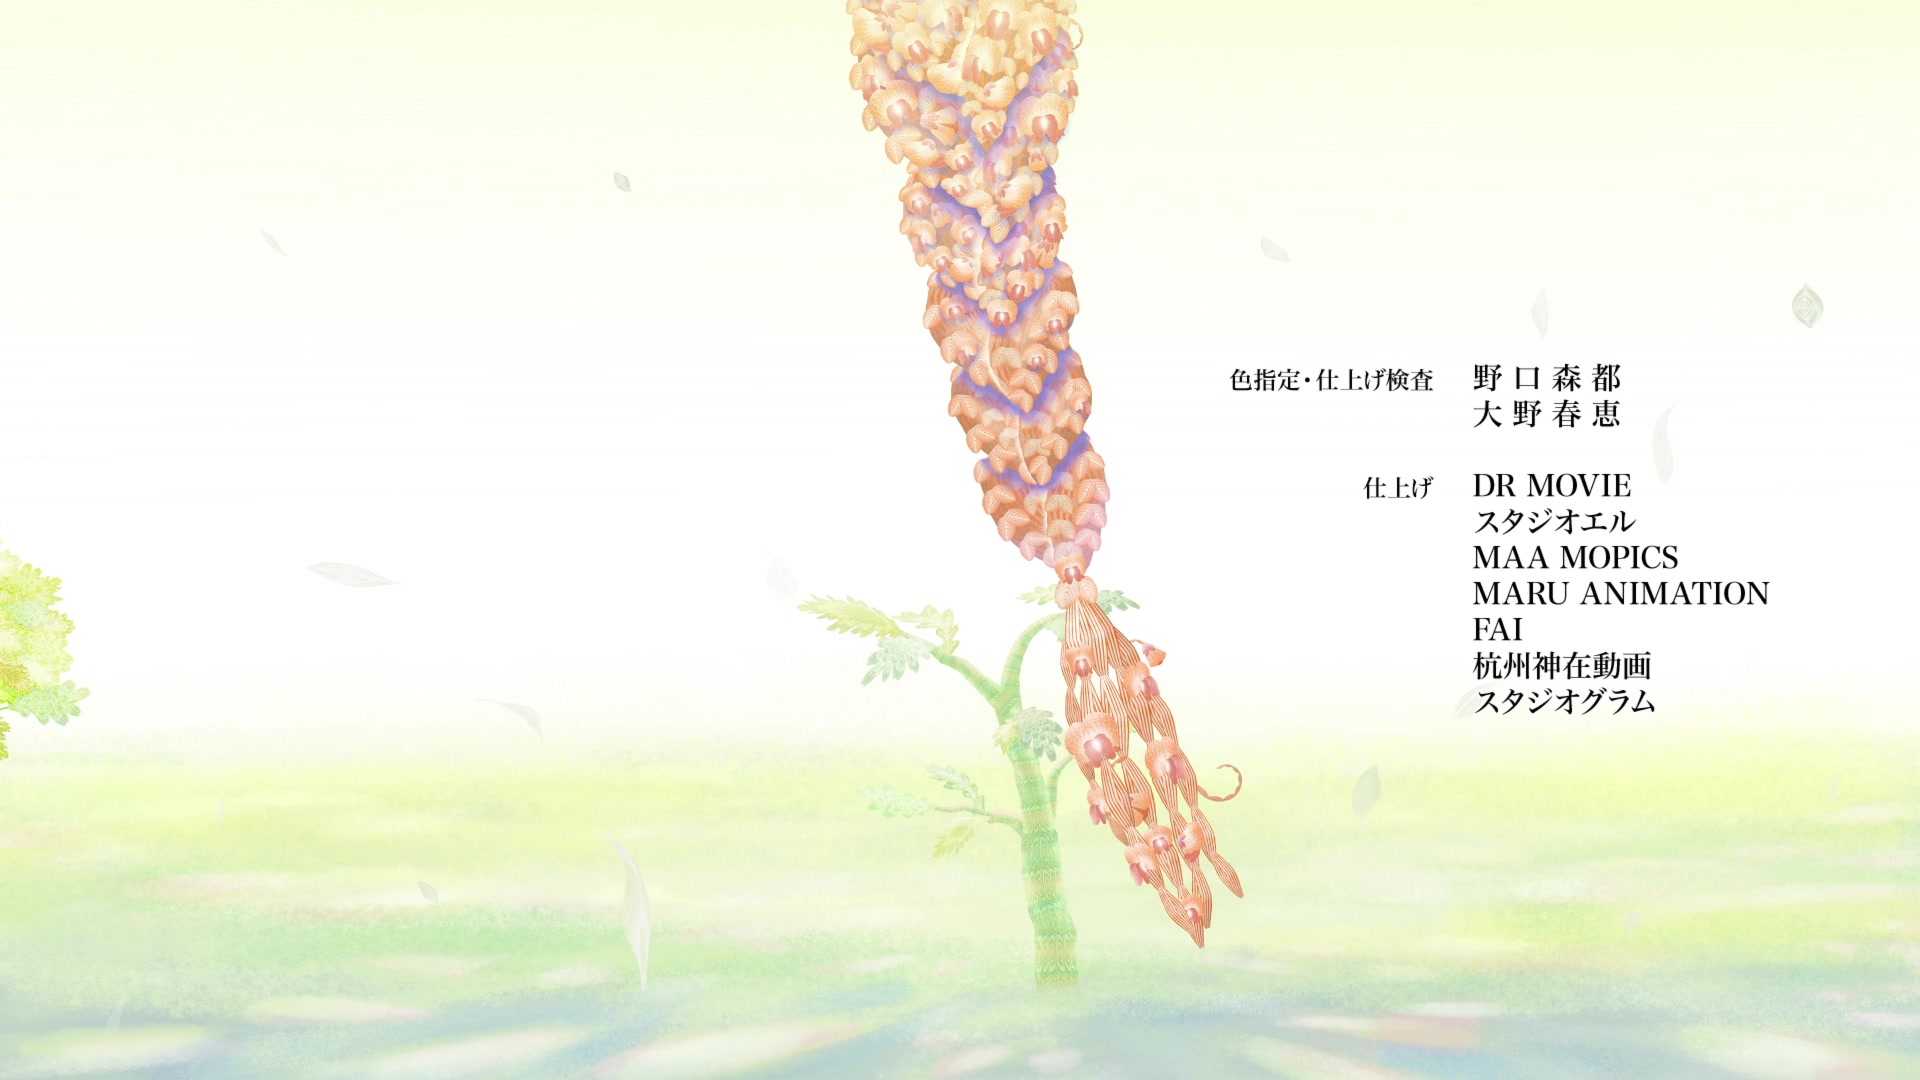 色指定・仕上げ検査 野口森都
大野春恵
仕上げ DR MOVIE
スタジオエル
MAA MOPICS
MARU ANIMATION
FAI
杭州神在動画
スタジオグラム